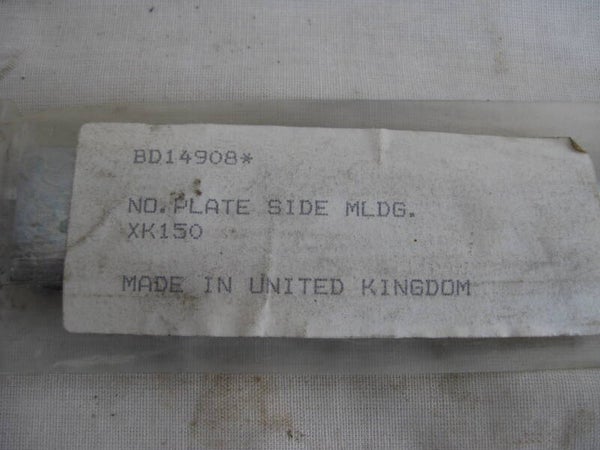 BD14908*
NO. PLATE SIDE MLDG.
XK150
MADE IN UNITED KINGDOM